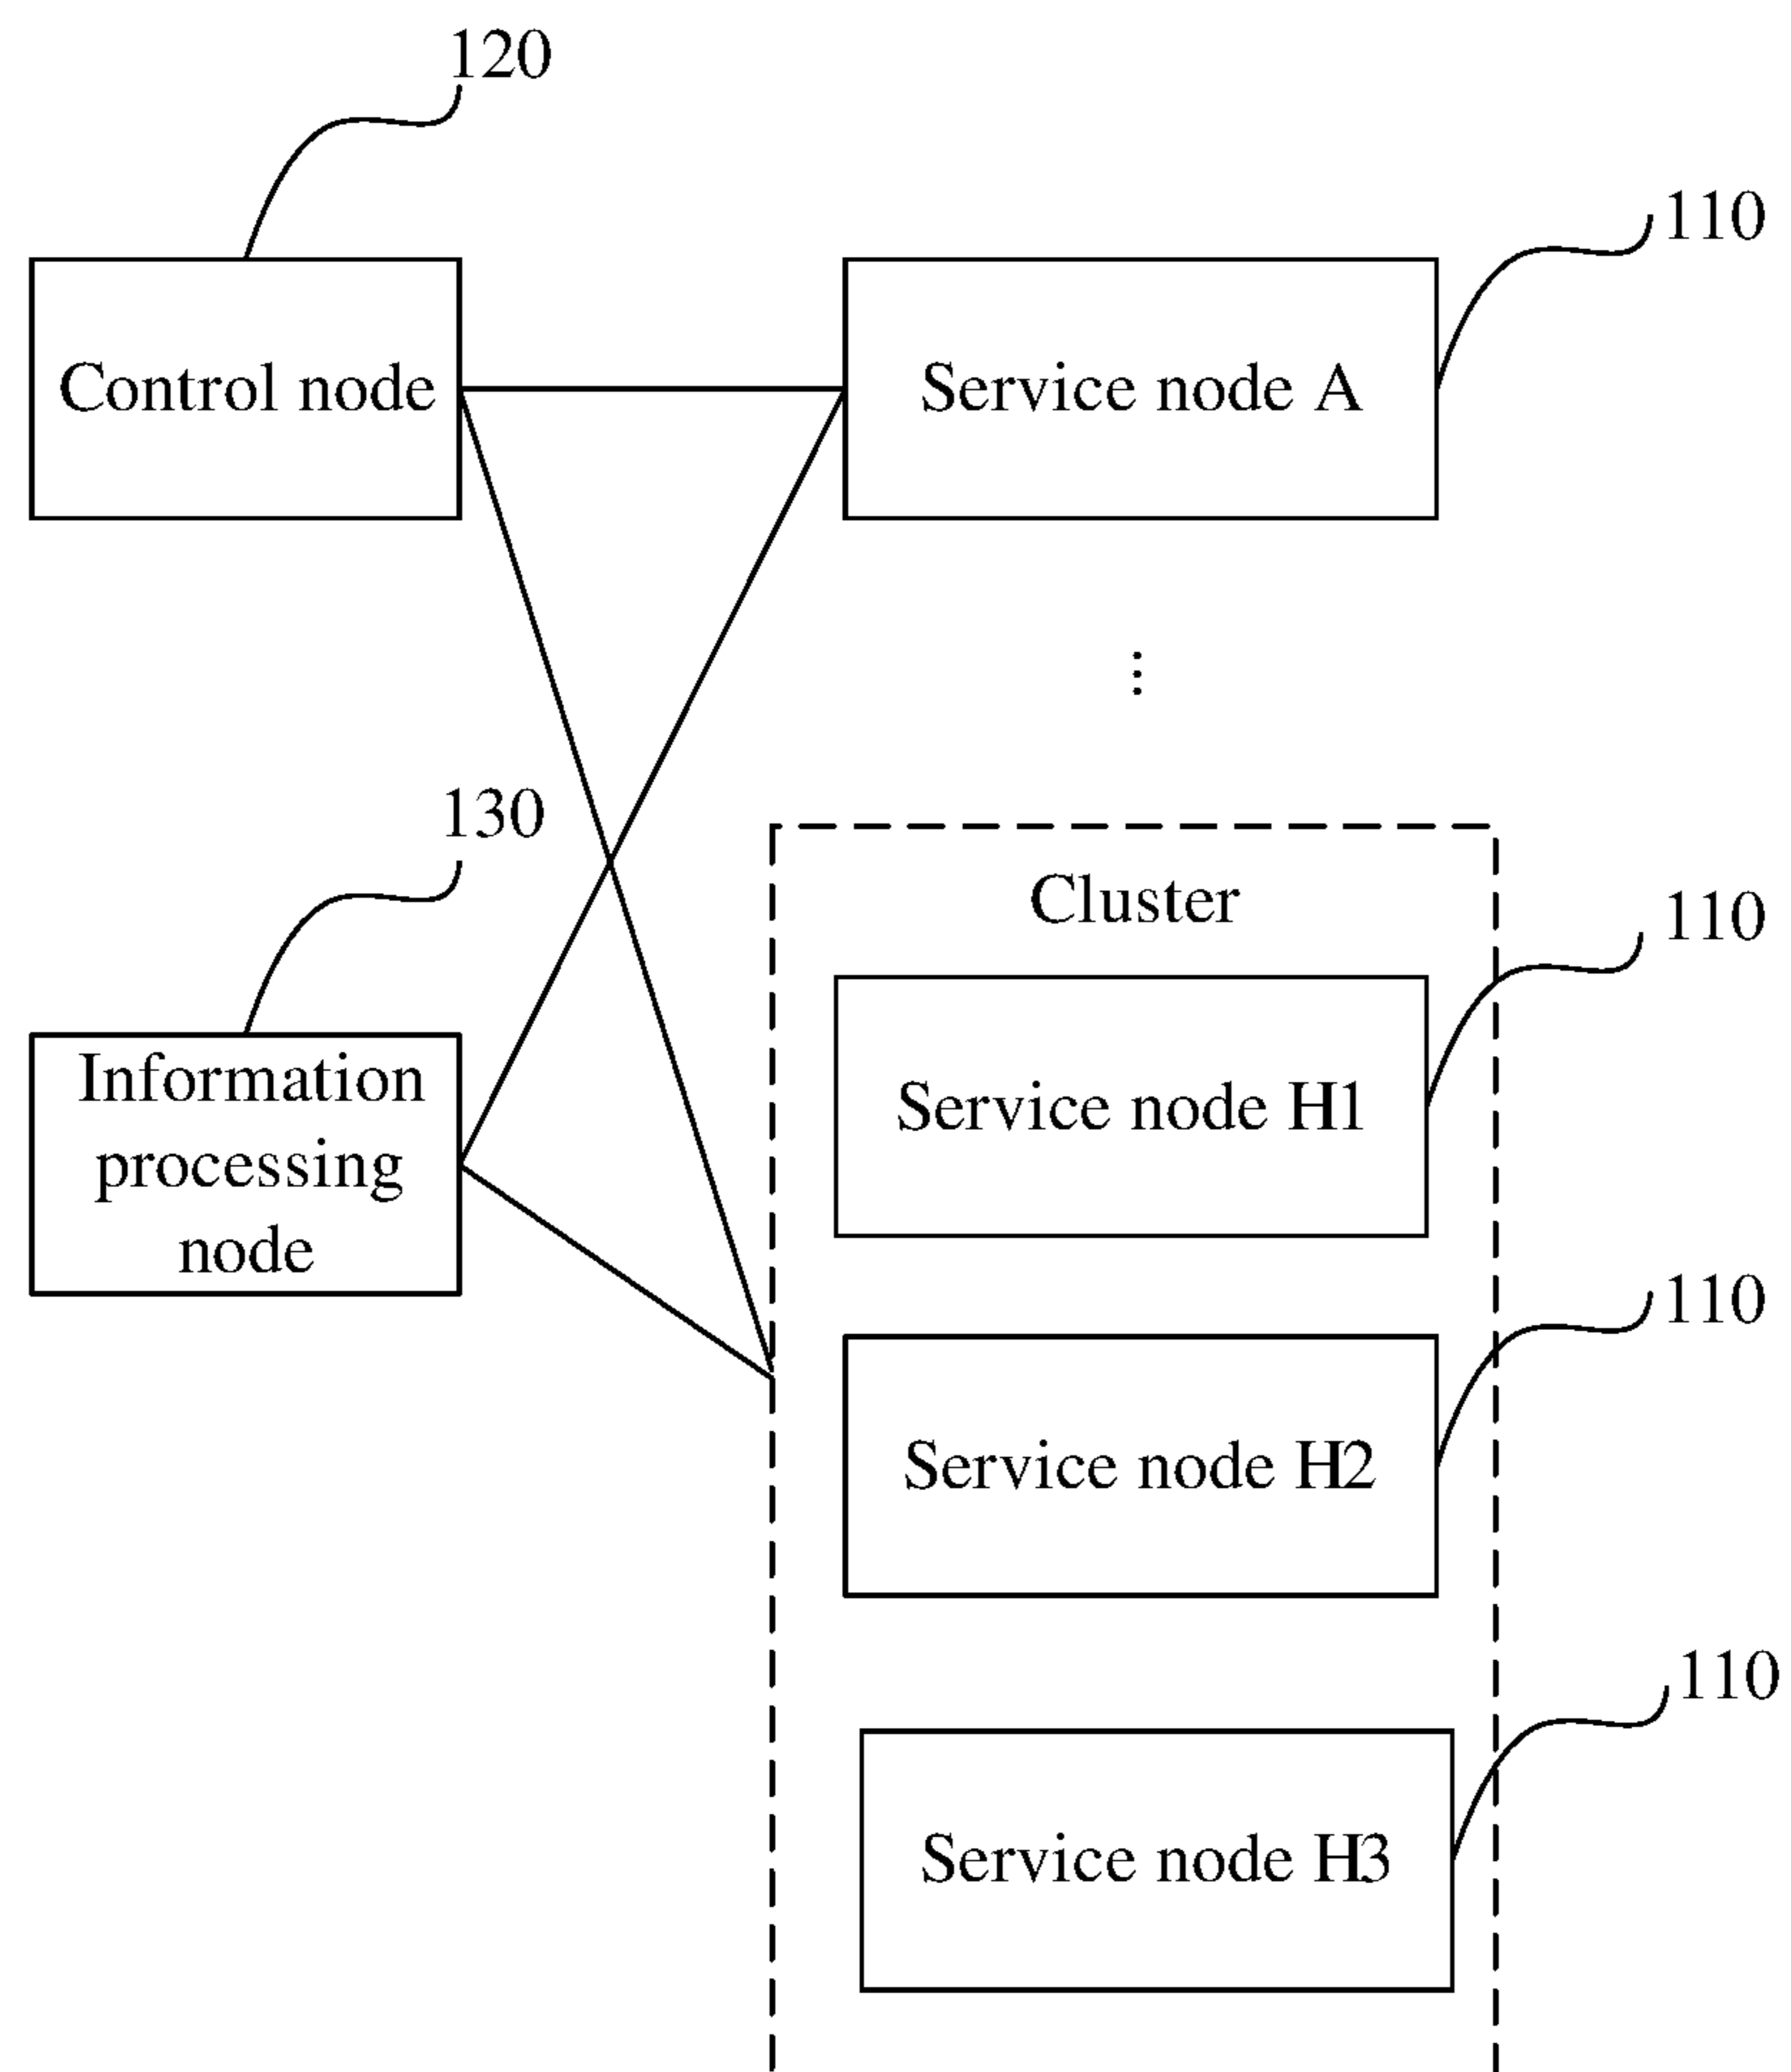 120
110
Control node
Service node A
⋮
130
Cluster
110
Information
processing
node
Service node H1
110
Service node H2
110
Service node H3